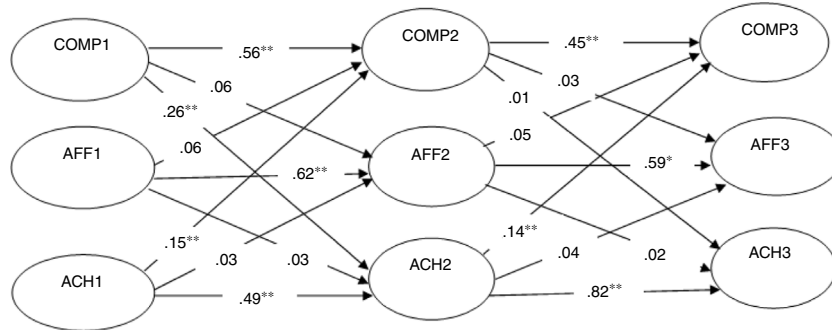 COMP1
COMP2
COMP3
.56**
.45**
.06
.03
.26**
.01
.06
.05
AFF1
AFF2
AFF3
.62**
.59*
.15**
.03
.03
.14**
.04
.02
ACH1
ACH2
ACH3
.49**
.82**